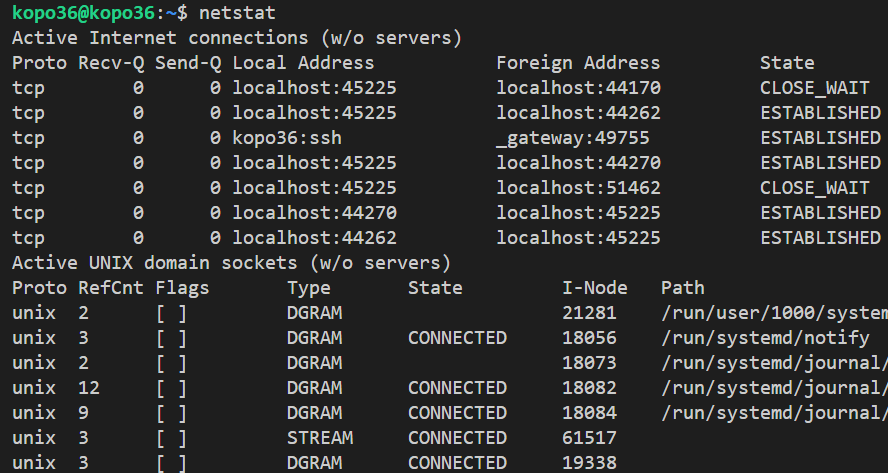 kopo36@kopo36:~$ netstat
Active Internet connections (w/o servers)
Proto Recv-Q Send-Q Local Address           Foreign Address         State
tcp        0      0 localhost:45225         localhost:44170         CLOSE_WAIT
tcp        0      0 localhost:45225         localhost:44262         ESTABLISHED
tcp        0      0 kopo36:ssh              _gateway:49755          ESTABLISHED
tcp        0      0 localhost:45225         localhost:44270         ESTABLISHED
tcp        0      0 localhost:45225         localhost:51462         CLOSE_WAIT
tcp        0      0 localhost:44270         localhost:45225         ESTABLISHED
tcp        0      0 localhost:44262         localhost:45225         ESTABLISHED
Active UNIX domain sockets (w/o servers)
Proto RefCnt Flags       Type       State         I-Node   Path
unix  2      [ ]         DGRAM                    21281    /run/user/1000/system
unix  3      [ ]         DGRAM      CONNECTED     18056    /run/systemd/notify
unix  2      [ ]         DGRAM                    18073    /run/systemd/journal/
unix  12     [ ]         DGRAM      CONNECTED     18082    /run/systemd/journal/
unix  9      [ ]         DGRAM      CONNECTED     18084    /run/systemd/journal/
unix  3      [ ]         STREAM     CONNECTED     61517
unix  3      [ ]         DGRAM      CONNECTED     19338